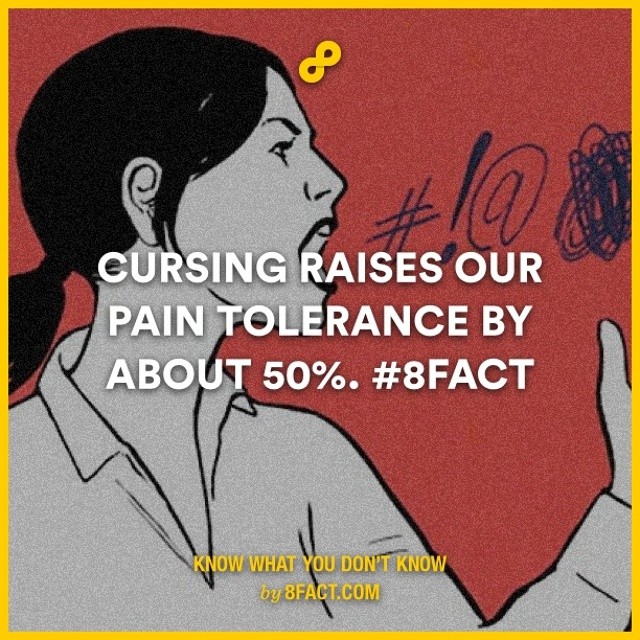 #!@
CURSING RAISES OUR
PAIN TOLERANCE BY
ABOUT 50%. #8FACT
KNOW WHAT YOU DON'T KNOW
by 8FACT.COM